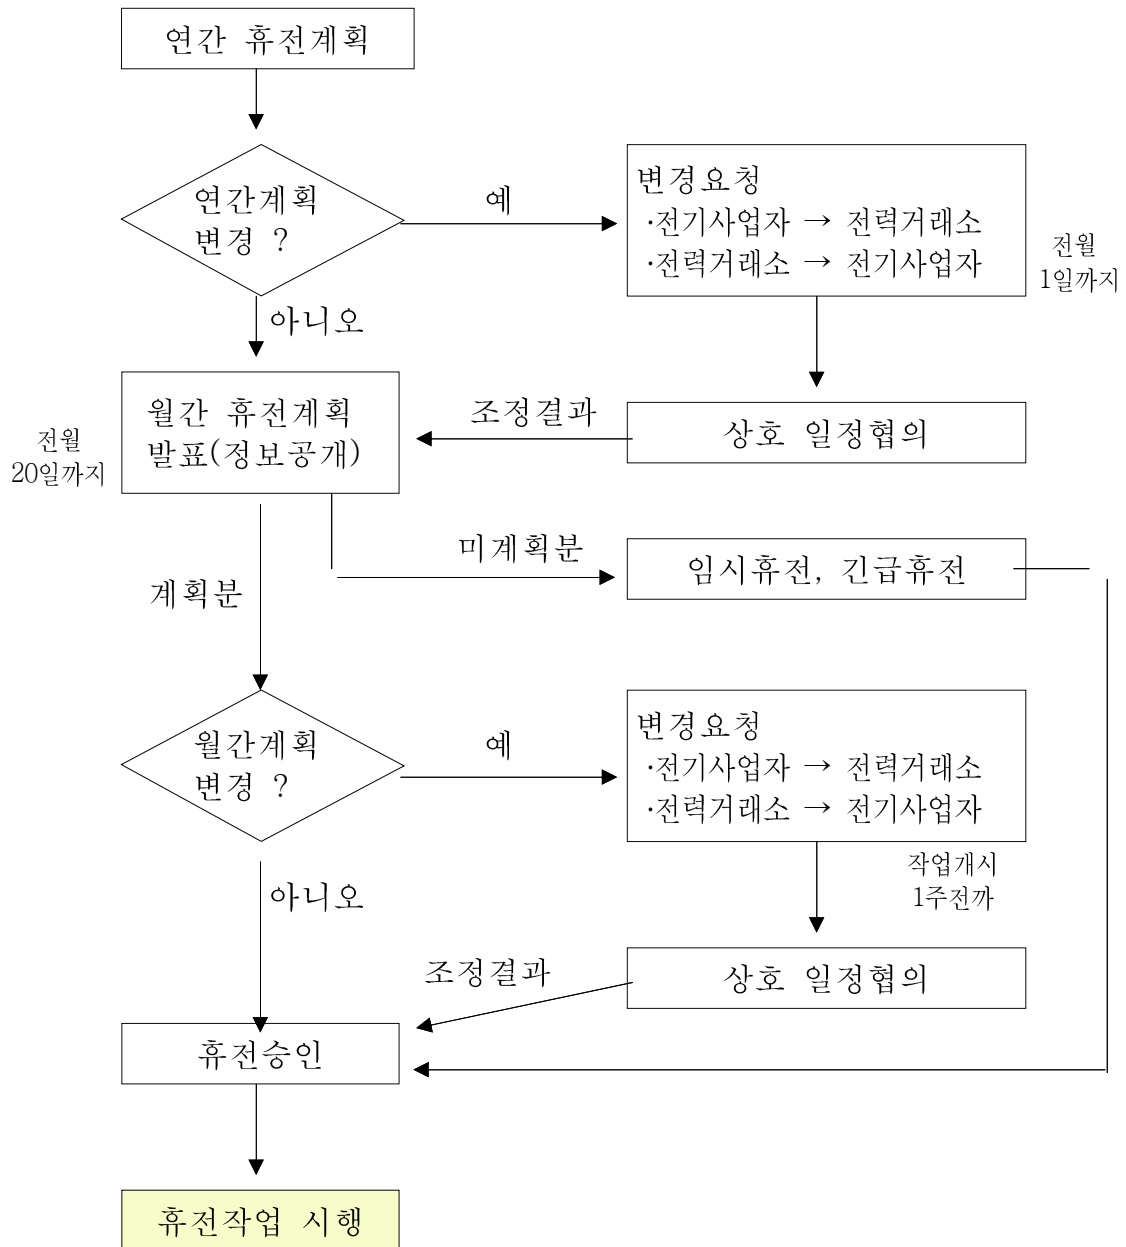 연간 휴전계획
연간계획
변경 ?
예
변경요청
·전기사업자 → 전력거래소
·전력거래소 → 전기사업자
전월
1일까지
아니오
월간 휴전계획
발표(정보공개)
전월
20일까지
조정결과
상호 일정협의
미계획분
임시휴전, 긴급휴전
계획분
월간계획
변경 ?
예
변경요청
·전기사업자 → 전력거래소
·전력거래소 → 전기사업자
작업개시
1주전까
아니오
조정결과
상호 일정협의
휴전승인
휴전작업 시행